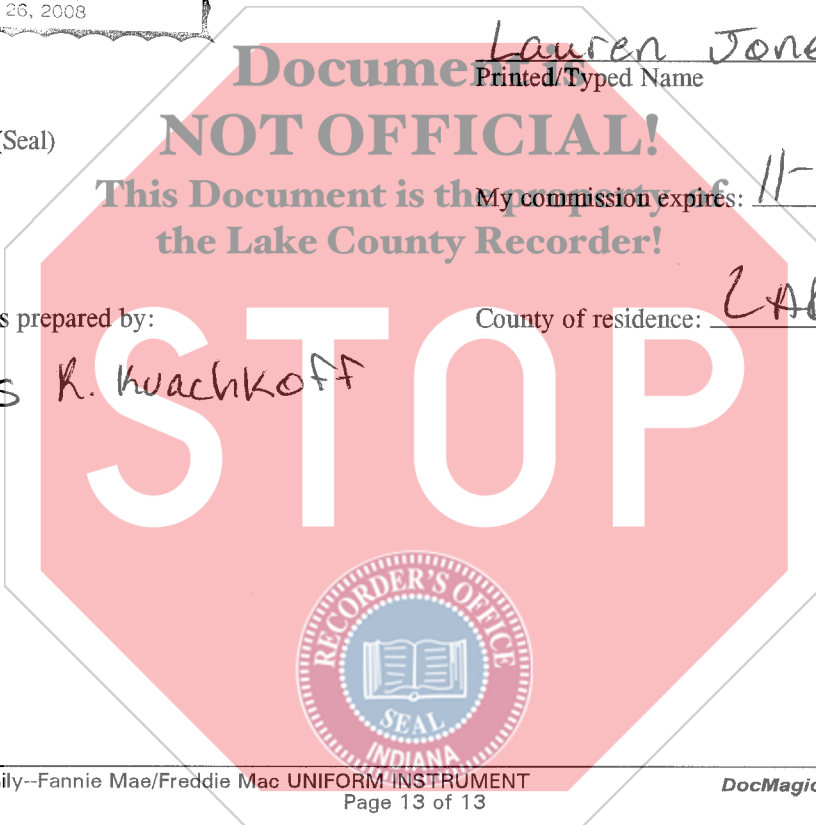 26, 2008
Lauren Jone
Printed/Typed Name
Document is
NOT OFFICIAL!
(Seal)
This Document is the property of
the Lake County Recorder!
My commission expires: 11-
s prepared by:
County of residence:
s R. Kvachkoff
STOP
RECORDER'S OFFICE
SEAL
INDIANA
ily--Fannie Mae/Freddie Mac UNIFORM INSTRUMENT
DocMagic
Page 13 of 13